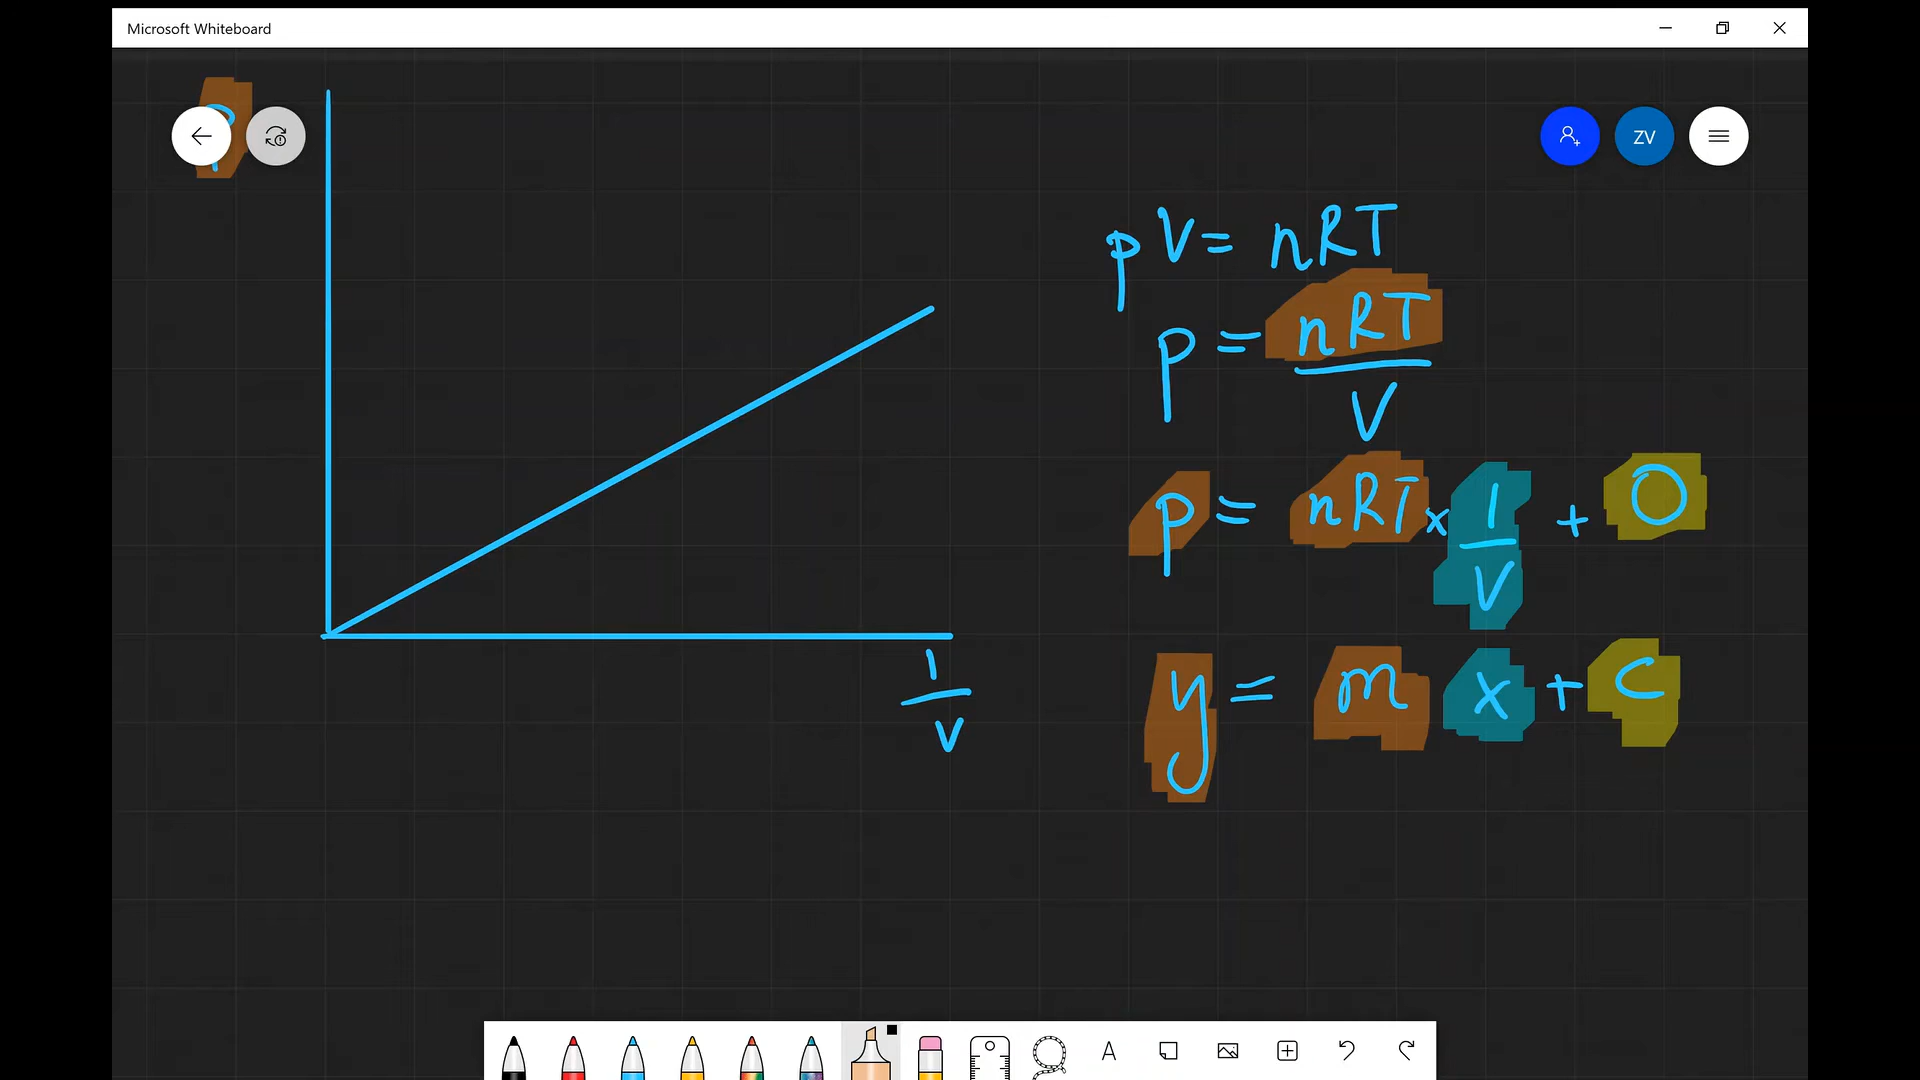 Microsoft Whiteboard
P
ZV
pV = nRT
p = nRT
V
p = nRT x 1/V + 0
y = m x + c
1
V
A